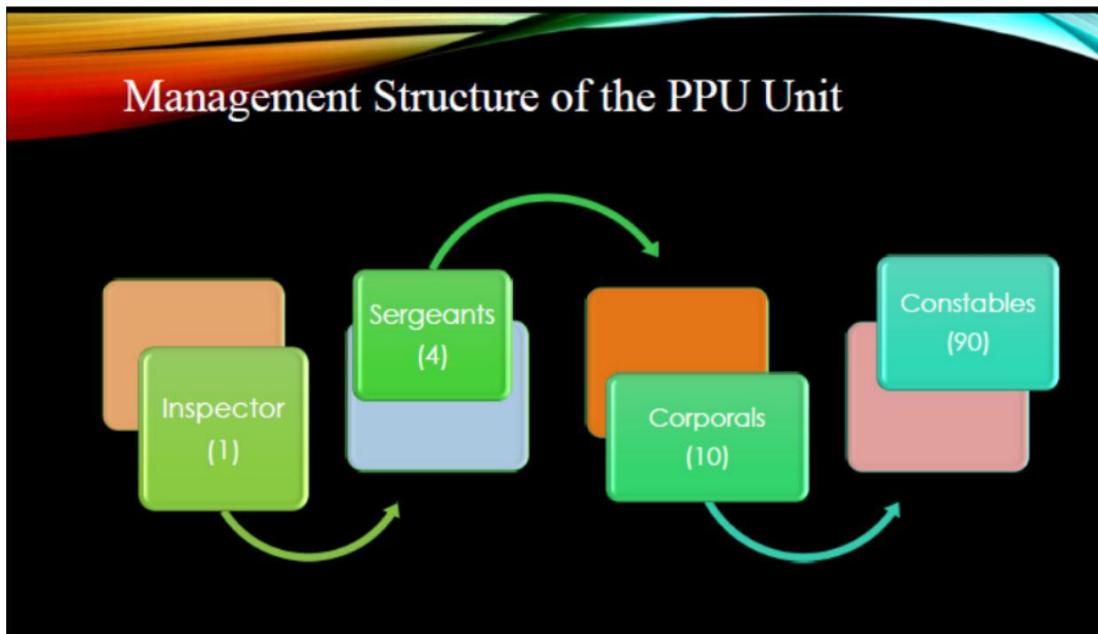 Management Structure of the PPU Unit
Inspector
(1)
Sergeants
(4)
Corporals
(10)
Constables
(90)